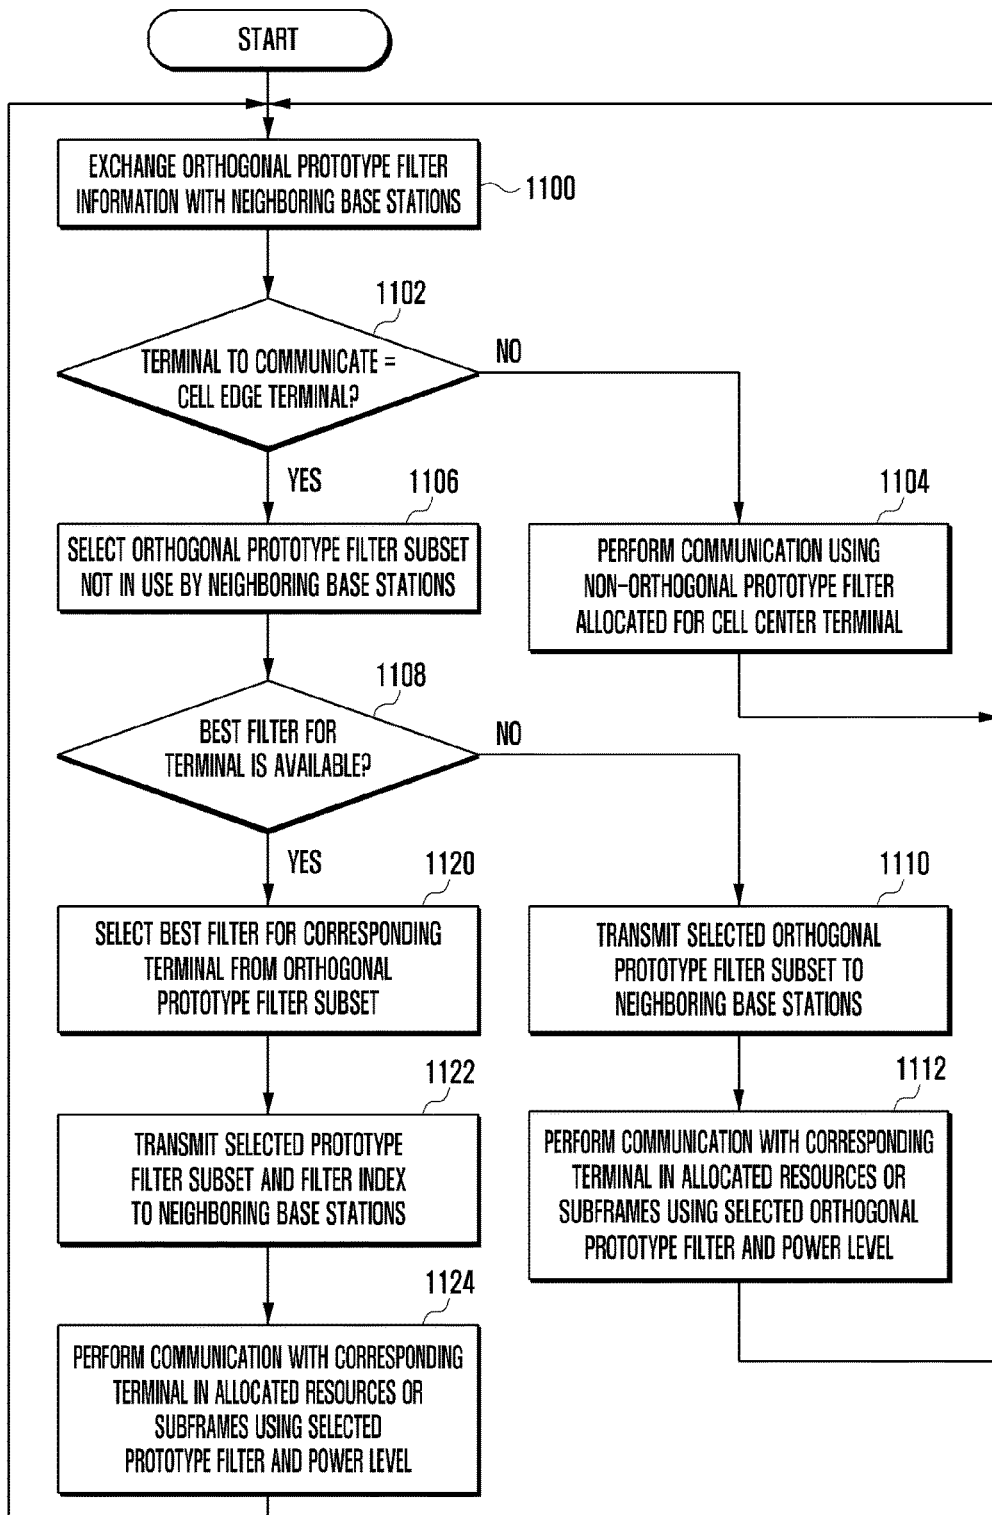 START
EXCHANGE ORTHOGONAL PROTOTYPE FILTER
INFORMATION WITH NEIGHBORING BASE STATIONS
1100
1102
TERMINAL TO COMMUNICATE =
CELL EDGE TERMINAL?
NO
YES
1106
SELECT ORTHOGONAL PROTOTYPE FILTER SUBSET
NOT IN USE BY NEIGHBORING BASE STATIONS
1104
PERFORM COMMUNICATION USING
NON-ORTHOGONAL PROTOTYPE FILTER
ALLOCATED FOR CELL CENTER TERMINAL
1108
BEST FILTER FOR
TERMINAL IS AVAILABLE?
NO
YES
1120
SELECT BEST FILTER FOR CORRESPONDING
TERMINAL FROM ORTHOGONAL
PROTOTYPE FILTER SUBSET
1110
TRANSMIT SELECTED ORTHOGONAL
PROTOTYPE FILTER SUBSET TO
NEIGHBORING BASE STATIONS
1122
TRANSMIT SELECTED PROTOTYPE
FILTER SUBSET AND FILTER INDEX
TO NEIGHBORING BASE STATIONS
1112
PERFORM COMMUNICATION WITH CORRESPONDING
TERMINAL IN ALLOCATED RESOURCES OR
SUBFRAMES USING SELECTED ORTHOGONAL
PROTOTYPE FILTER AND POWER LEVEL
1124
PERFORM COMMUNICATION WITH CORRESPONDING
TERMINAL IN ALLOCATED RESOURCES OR
SUBFRAMES USING SELECTED
PROTOTYPE FILTER AND POWER LEVEL